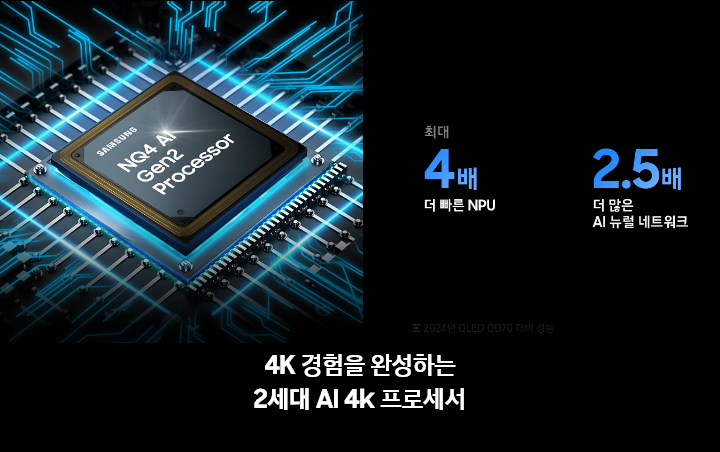 SAMSUNG
NQ4 AI
Gen2
Processor
최대
4배
더 빠른 NPU
2.5배
더 많은
AI 뉴럴 네트워크
※ 2024년 QLED QD70 대비 성능
4K 경험을 완성하는
2세대 AI 4k 프로세서